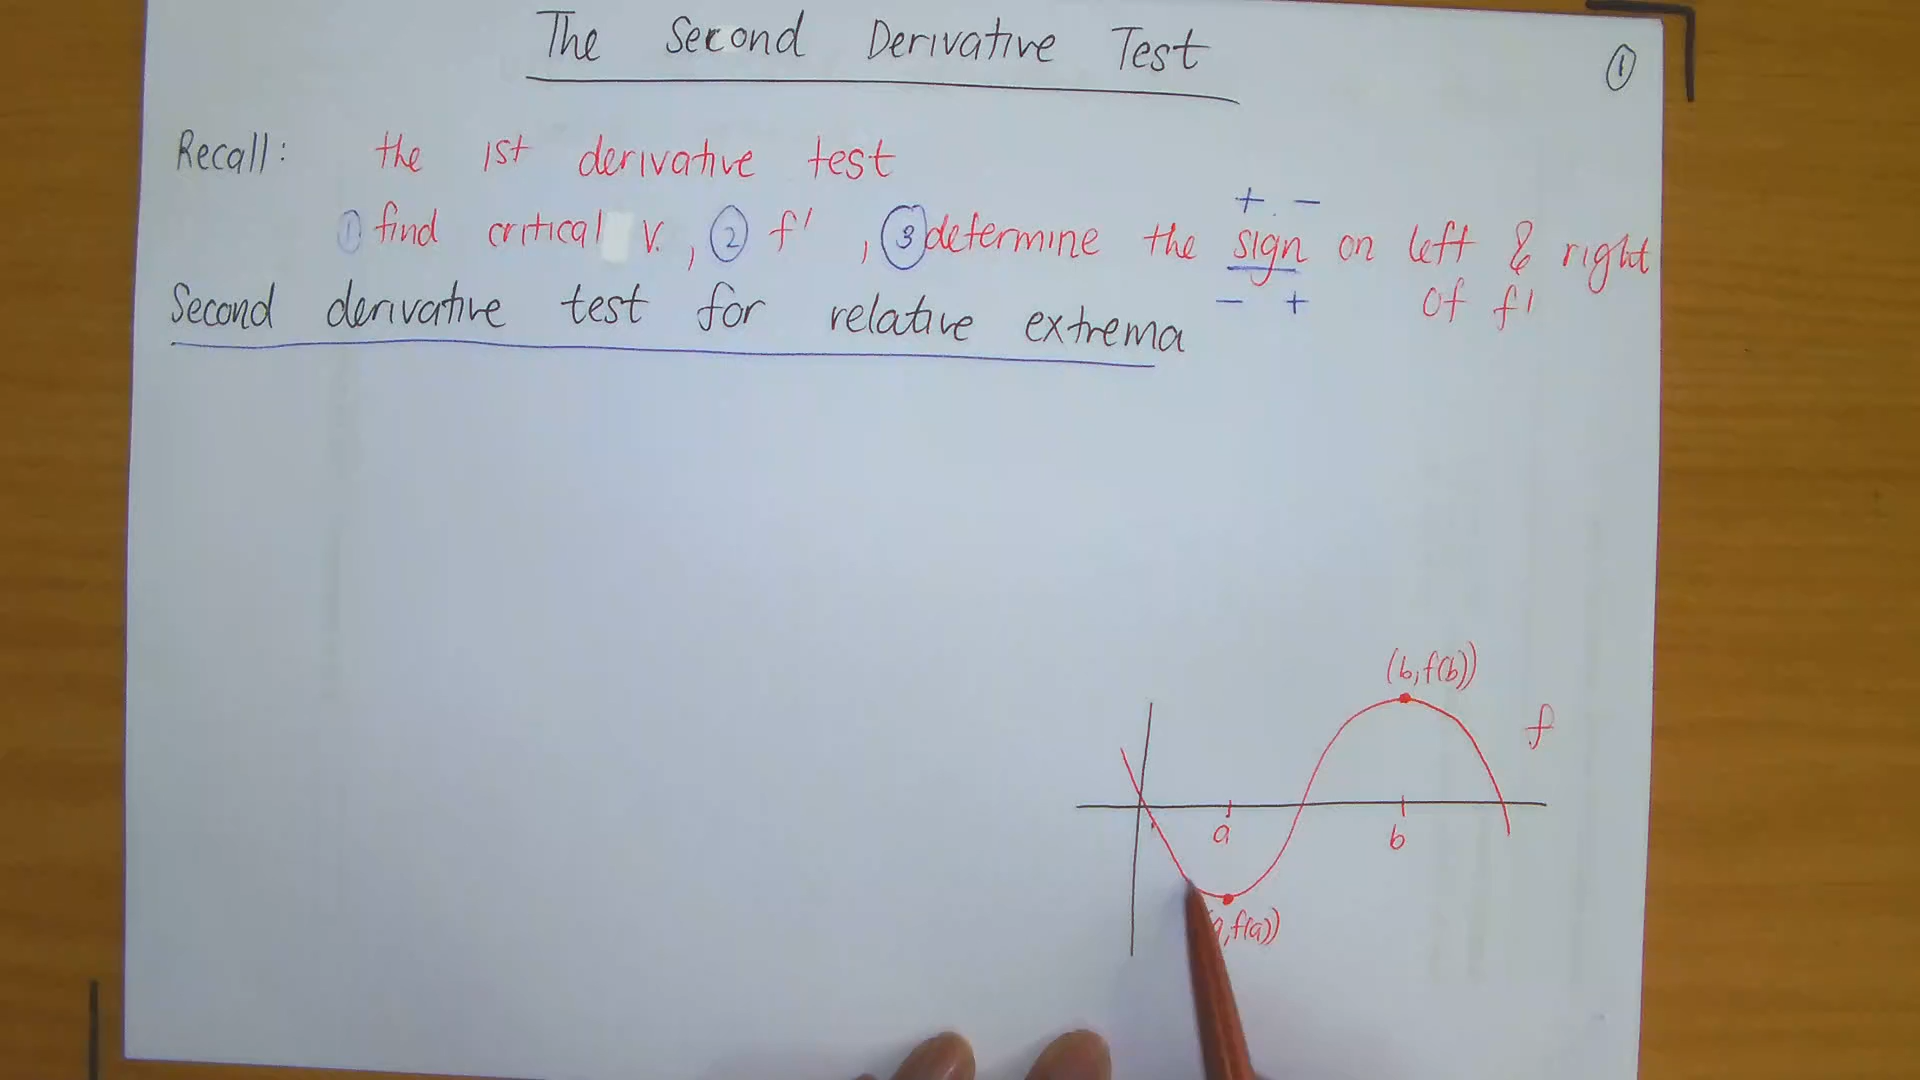 The Second Derivative Test
①
Recall: the 1st derivative test
+ -
① find critical v. , ② f' , ③ determine the sign on left & right
- + of f'
Second derivative test for relative extrema
(b,f(b))
f
a b
(a,f(a))